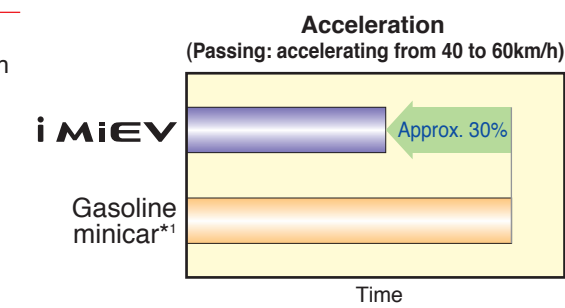 Acceleration
(Passing: accelerating from 40 to 60km/h)
n
i MiEV
Approx. 30%
Gasoline
minicar*1
Time